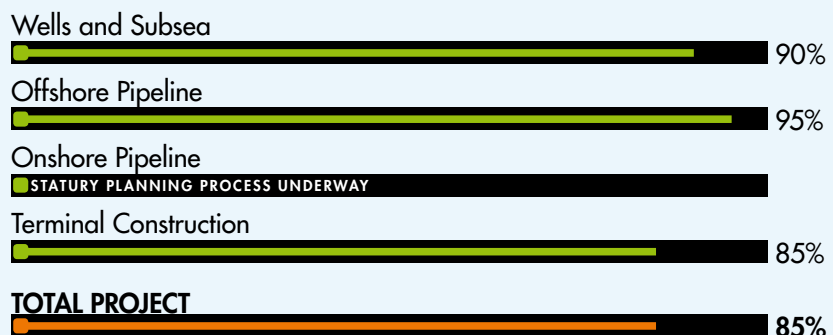 Wells and Subsea
90%
Offshore Pipeline
95%
Onshore Pipeline
STATURY PLANNING PROCESS UNDERWAY
Terminal Construction
85%
TOTAL PROJECT
85%